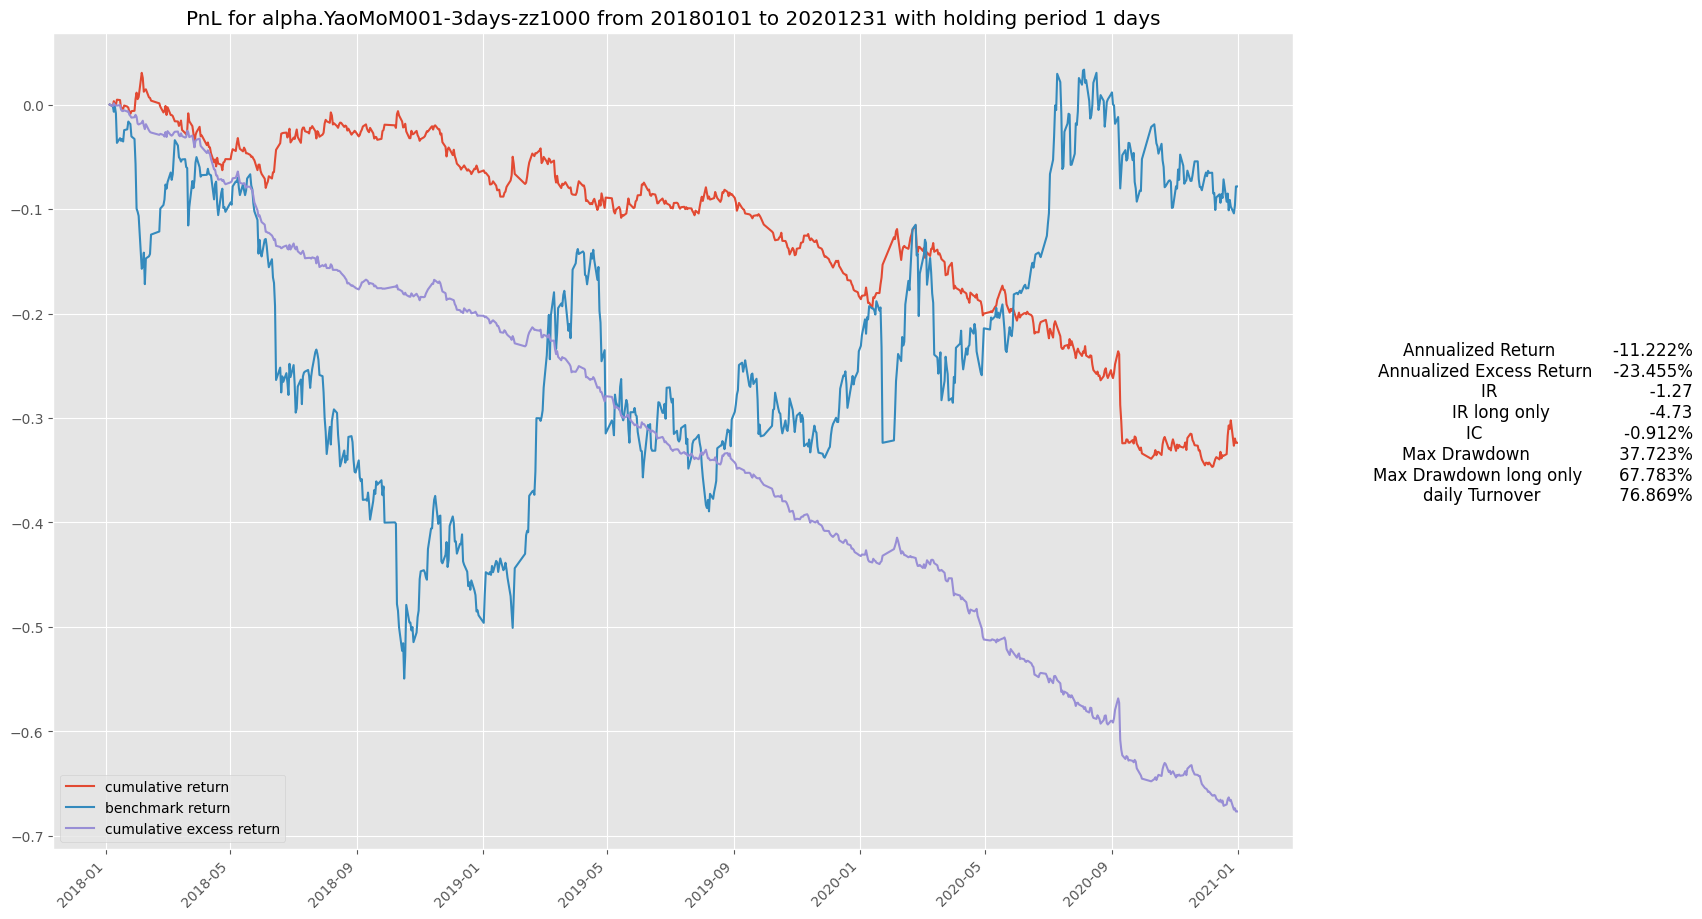 PnL for alpha.YaoMoM001-3days-zz1000 from 20180101 to 20201231 with holding period 1 days
0.0
−0.1
−0.2
−0.3
−0.4
−0.5
−0.6
−0.7
Annualized Return -11.222%
Annualized Excess Return -23.455%
IR -1.27
IR long only -4.73
IC -0.912%
Max Drawdown 37.723%
Max Drawdown long only 67.783%
daily Turnover 76.869%
cumulative return
benchmark return
cumulative excess return
2018-01
2018-05
2018-09
2019-01
2019-05
2019-09
2020-01
2020-05
2020-09
2021-01